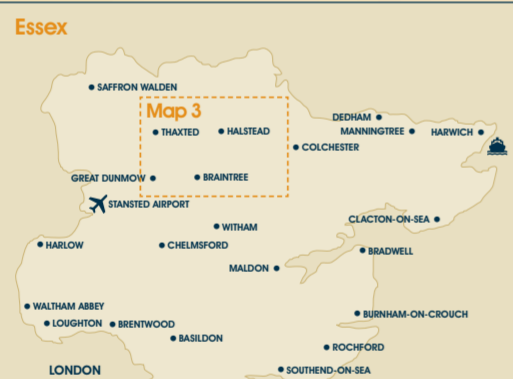 Essex
SAFFRON WALDEN
Map 3
DEDHAM
THAXTED
HALSTEAD
MANNINGTREE
HARWICH
COLCHESTER
GREAT DUNMOW
BRAINTREE
STANSTED AIRPORT
CLACTON-ON-SEA
WITHAM
HARLOW
CHELMSFORD
BRADWELL
MALDON
WALTHAM ABBEY
BURNHAM-ON-CROUCH
LOUGHTON
BRENTWOOD
BASILDON
ROCHFORD
LONDON
SOUTHEND-ON-SEA